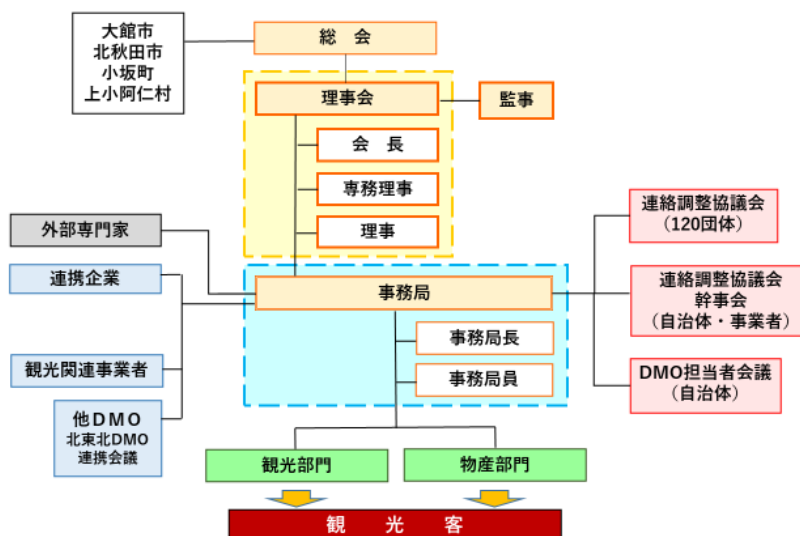 大館市
北秋田市
小坂町
上小阿仁村
総　会
理事会
監事
会　長
専務理事
理事
外部専門家
連携企業
観光関連事業者
他DMO
北東北DMO
連携会議
事務局
事務局長
事務局員
連絡調整協議会
（120団体）
連絡調整協議会
幹事会
（自治体・事業者）
DMO担当者会議
（自治体）
観光部門
物産部門
観　光　客